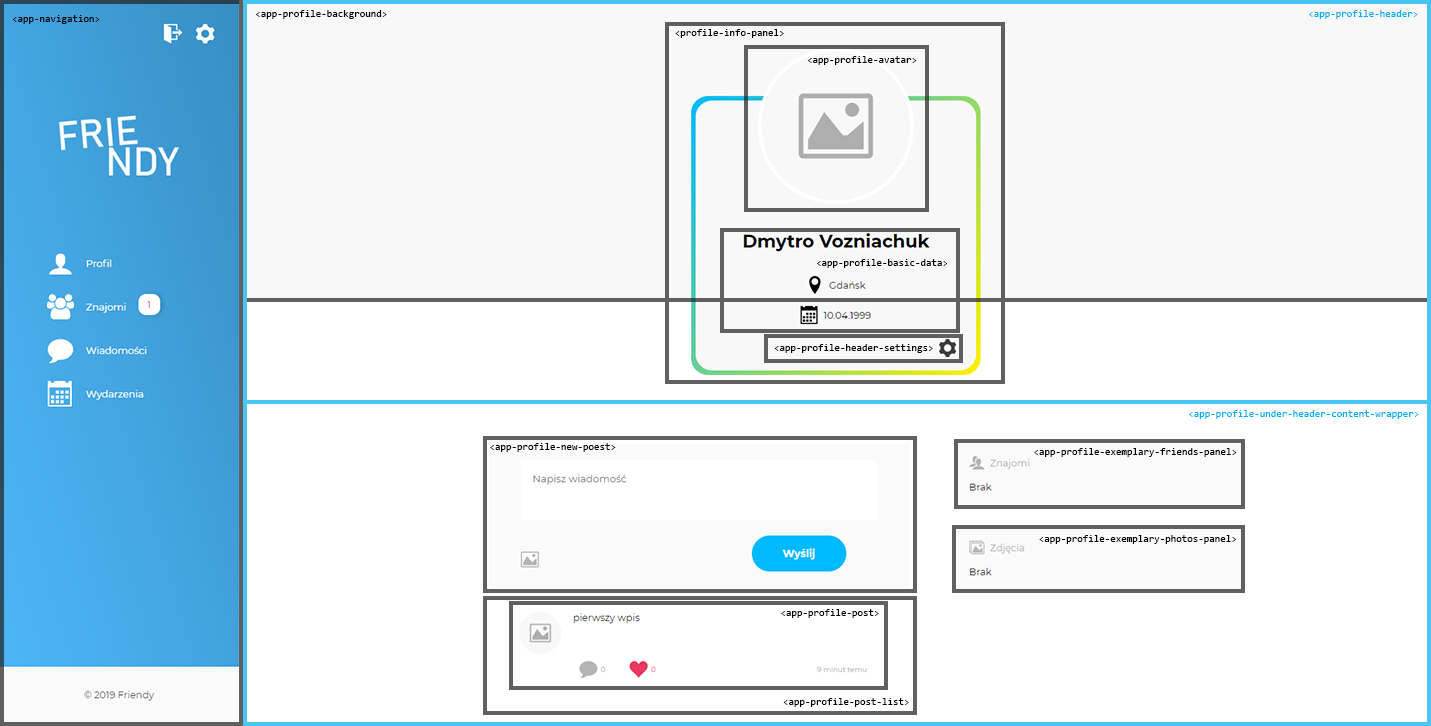 <app-navigation>
FRIE
NDY
Profil
Znajomi 1
Wiadomości
Wydarzenia
© 2019 Friendy
<app-profile-background>
<app-profile-header>
<profile-info-panel>
<app-profile-avatar>
Dmytro Vozniachuk
<app-profile-basic-data>
Gdańsk
10.04.1999
<app-profile-header-settings>
<app-profile-under-header-content-wrapper>
<app-profile-new-poest>
Napisz wiadomość
Wyślij
<app-profile-post>
pierwszy wpis
0 0 9 minut temu
<app-profile-post-list>
<app-profile-exemplary-friends-panel>
Znajomi
Brak
<app-profile-exemplary-photos-panel>
Zdjęcia
Brak